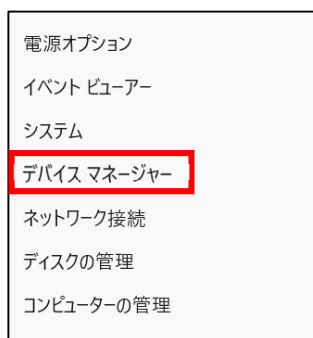 電源オプション
イベント ビューアー
システム
デバイス マネージャー
ネットワーク接続
ディスクの管理
コンピューターの管理